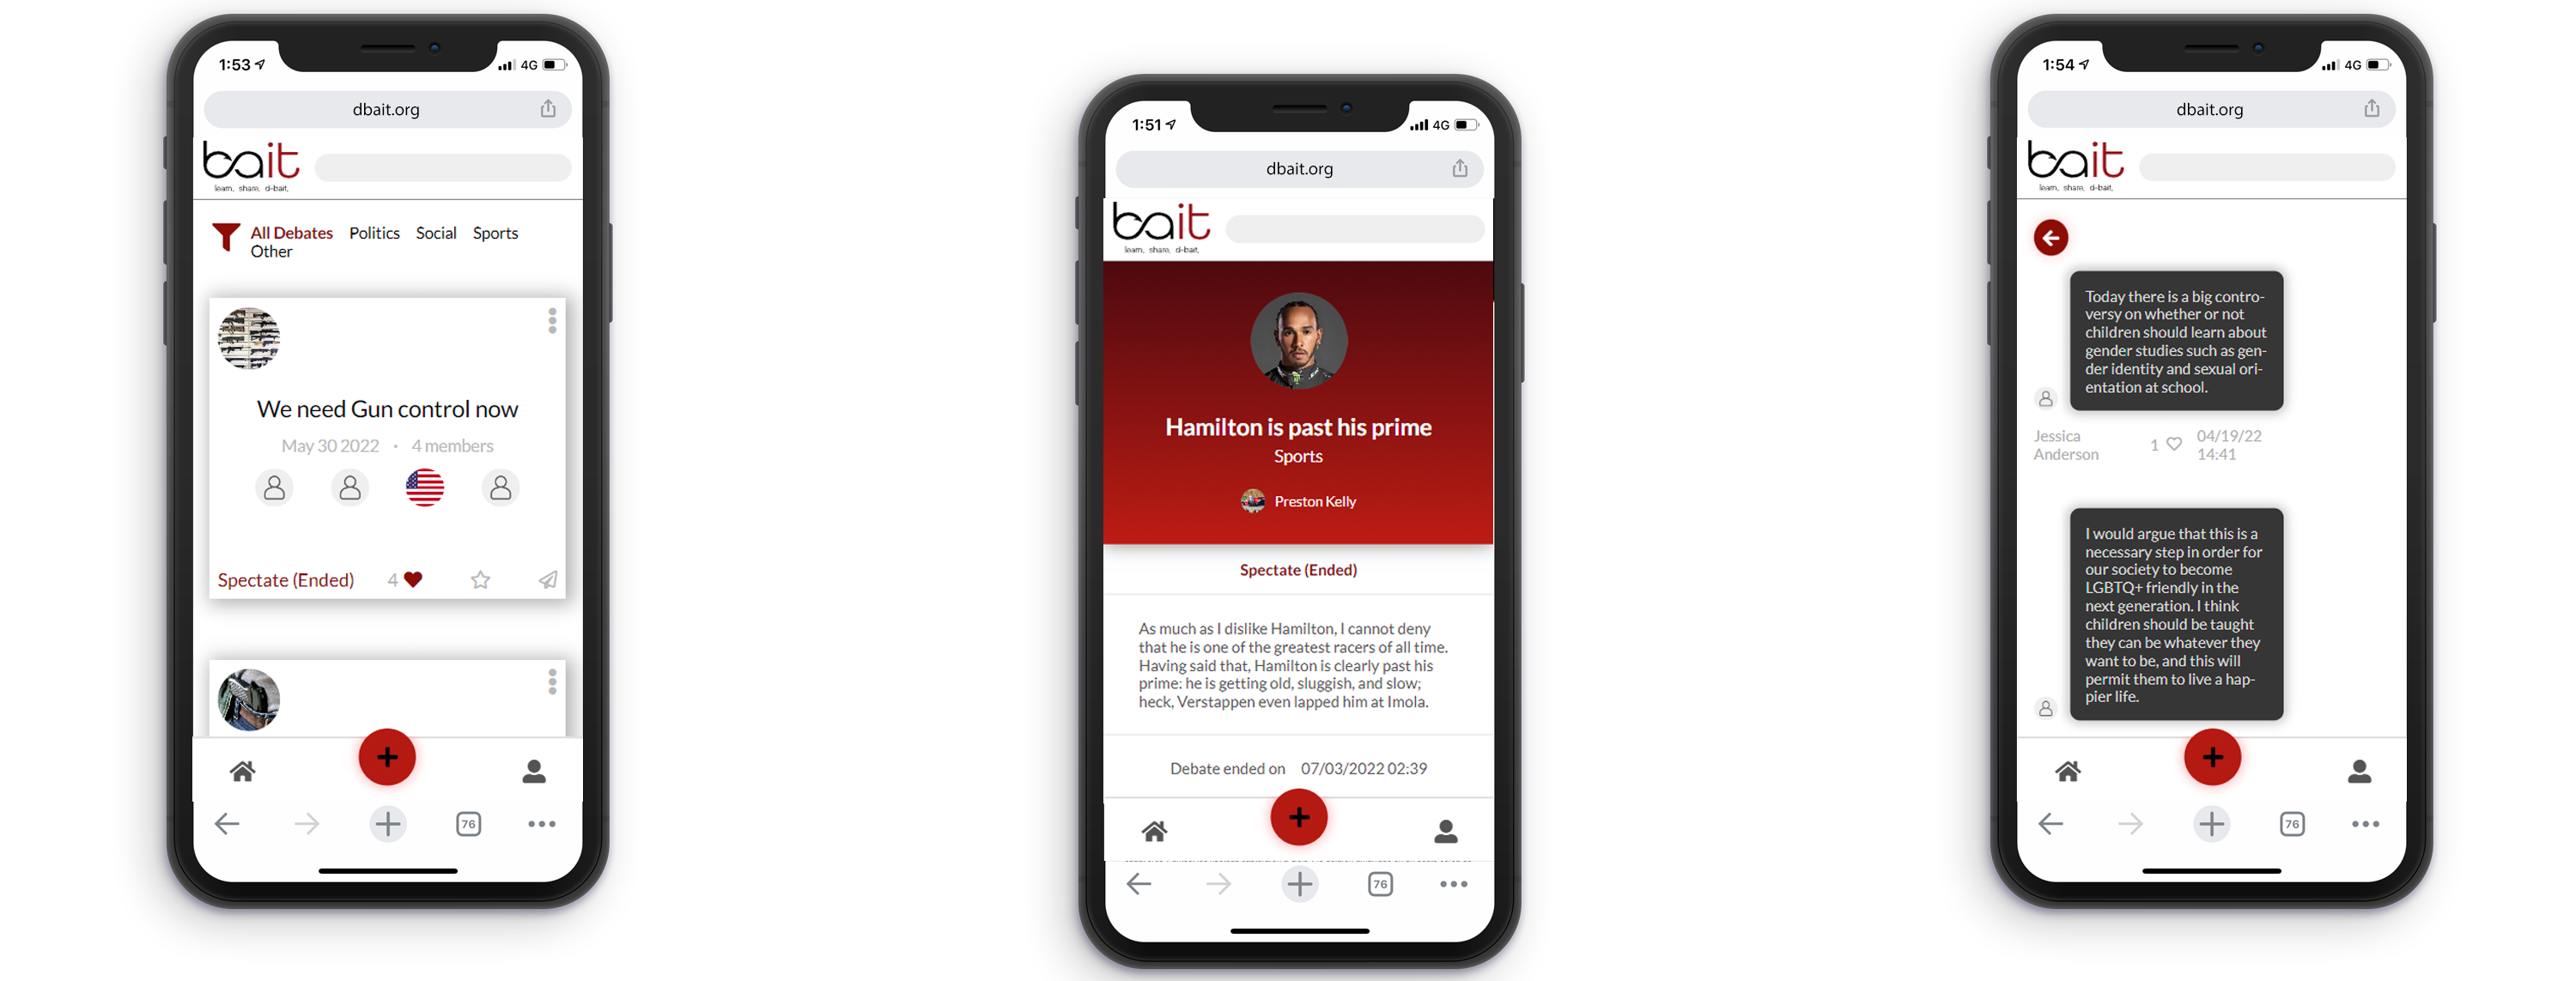 1:53
4G
dbait.org
bait
learn, share, d-bait,
All Debates Politics Social Sports
Other
We need Gun control now
May 30 2022 • 4 members
Spectate (Ended) 4
76
1:51
4G
dbait.org
bait
learn, share, d-bait,
Hamilton is past his prime
Sports
Preston Kelly
Spectate (Ended)
As much as I dislike Hamilton, I cannot deny
that he is one of the greatest racers of all time.
Having said that, Hamilton is clearly past his
prime: he is getting old, sluggish, and slow;
heck, Verstappen even lapped him at Imola.
Debate ended on 07/03/2022 02:39
76
1:54
4G
dbait.org
bait
learn, share, d-bait,
Today there is a big contro-
versy on whether or not
children should learn about
gender studies such as gen-
der identity and sexual ori-
entation at school.
Jessica
Anderson
1
04/19/22
14:41
I would argue that this is a
necessary step in order for
our society to become
LGBTQ+ friendly in the
next generation. I think
children should be taught
they can be whatever they
want to be, and this will
permit them to live a hap-
pier life.
76